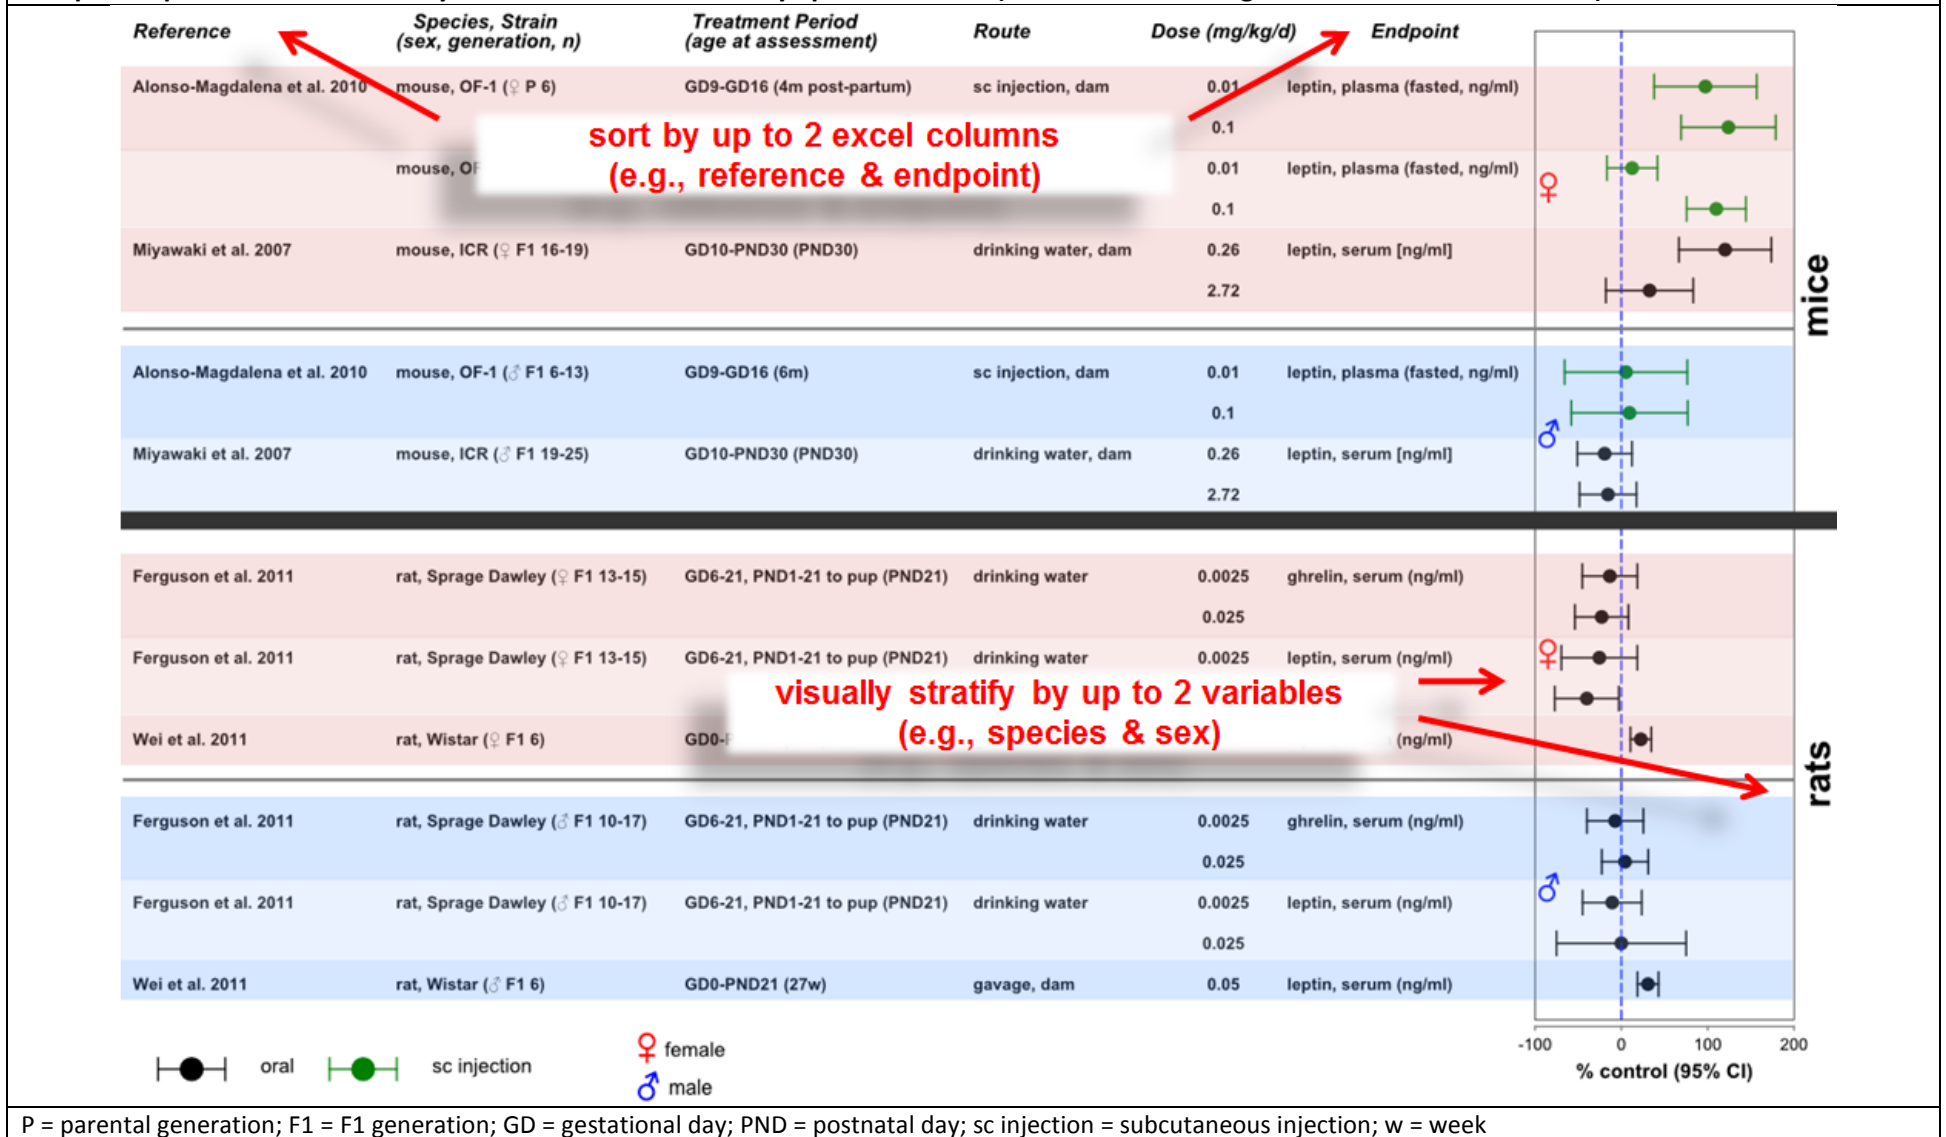 Reference Species, Strain (sex, generation, n) Treatment Period (age at assessment) Route Dose (mg/kg/d) Endpoint
Alonso-Magdalena et al. 2010 mouse, OF-1 (♀ P 6) GD9-GD16 (4m post-partum) sc injection, dam 0.01 leptin, plasma (fasted, ng/ml)
0.1
sort by up to 2 excel columns
(e.g., reference & endpoint)
mouse, OF 0.01 leptin, plasma (fasted, ng/ml)
♀
0.1
Miyawaki et al. 2007 mouse, ICR (♀ F1 16-19) GD10-PND30 (PND30) drinking water, dam 0.26 leptin, serum [ng/ml]
2.72
mice
Alonso-Magdalena et al. 2010 mouse, OF-1 (♂ F1 6-13) GD9-GD16 (6m) sc injection, dam 0.01 leptin, plasma (fasted, ng/ml)
0.1
♂
Miyawaki et al. 2007 mouse, ICR (♂ F1 19-25) GD10-PND30 (PND30) drinking water, dam 0.26 leptin, serum [ng/ml]
2.72
Ferguson et al. 2011 rat, Sprage Dawley (♀ F1 13-15) GD6-21, PND1-21 to pup (PND21) drinking water 0.0025 ghrelin, serum (ng/ml)
0.025
Ferguson et al. 2011 rat, Sprage Dawley (♀ F1 13-15) GD6-21, PND1-21 to pup (PND21) drinking water 0.0025 leptin, serum (ng/ml)
♀
visually stratify by up to 2 variables
(e.g., species & sex)
Wei et al. 2011 rat, Wistar (♀ F1 6) GD0- (ng/ml)
rats
Ferguson et al. 2011 rat, Sprage Dawley (♂ F1 10-17) GD6-21, PND1-21 to pup (PND21) drinking water 0.0025 ghrelin, serum (ng/ml)
0.025
♂
Ferguson et al. 2011 rat, Sprage Dawley (♂ F1 10-17) GD6-21, PND1-21 to pup (PND21) drinking water 0.0025 leptin, serum (ng/ml)
0.025
Wei et al. 2011 rat, Wistar (♂ F1 6) GD0-PND21 (27w) gavage, dam 0.05 leptin, serum (ng/ml)
-100 0 100 200
% control (95% CI)
oral sc injection ♀ female
♂ male
P = parental generation; F1 = F1 generation; GD = gestational day; PND = postnatal day; sc injection = subcutaneous injection; w = week